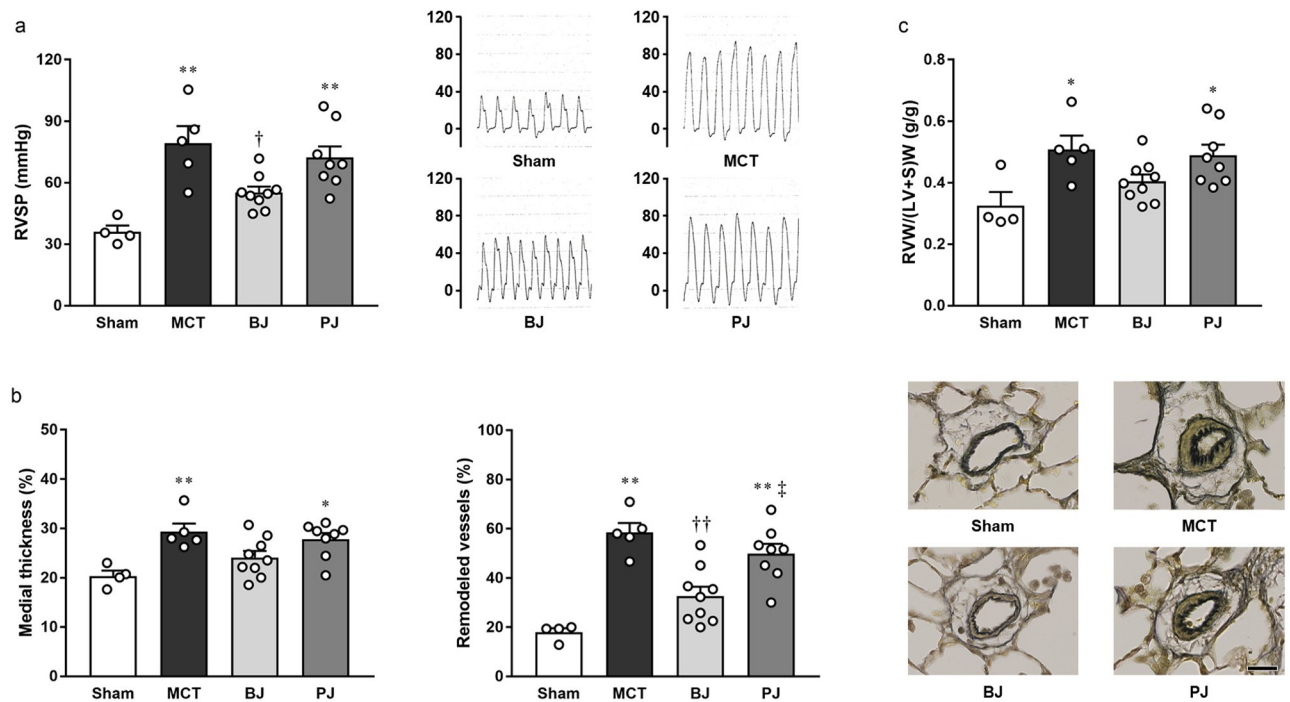 a
RVSP (mmHg)
120
90
60
30
0
**
†
**
Sham MCT BJ PJ
120
80
40
0
Sham
120
80
40
0
MCT
120
80
40
0
BJ
120
80
40
0
PJ
c
RVW/(LV+S)W (g/g)
0.8
0.6
0.4
0.2
0.0
*
*
Sham MCT BJ PJ
b
Medial thickness (%)
50
40
30
20
10
0
**
*
Sham MCT BJ PJ
Remodeled vessels (%)
100
80
60
40
20
0
**
††
** ‡
Sham MCT BJ PJ
Sham
MCT
BJ
PJ